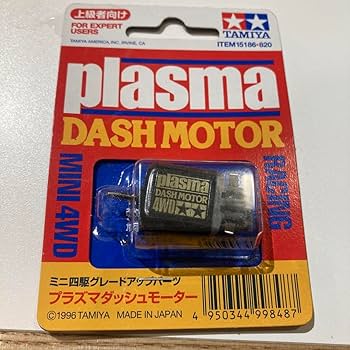 上級者向け
FOR EXPERT
USERS
TAMIYA AMERICA, INC, IRVINE, CA
TAMIYA
ITEM15186-820
plasma
DASH MOTOR
MINI 4WD
RACING
plasma
DASH MOTOR
4WD
ミニ四駆グレードアップパーツ
プラズマダッシュモーター
©1996 TAMIYA MADE IN JAPAN
4 950344 998487